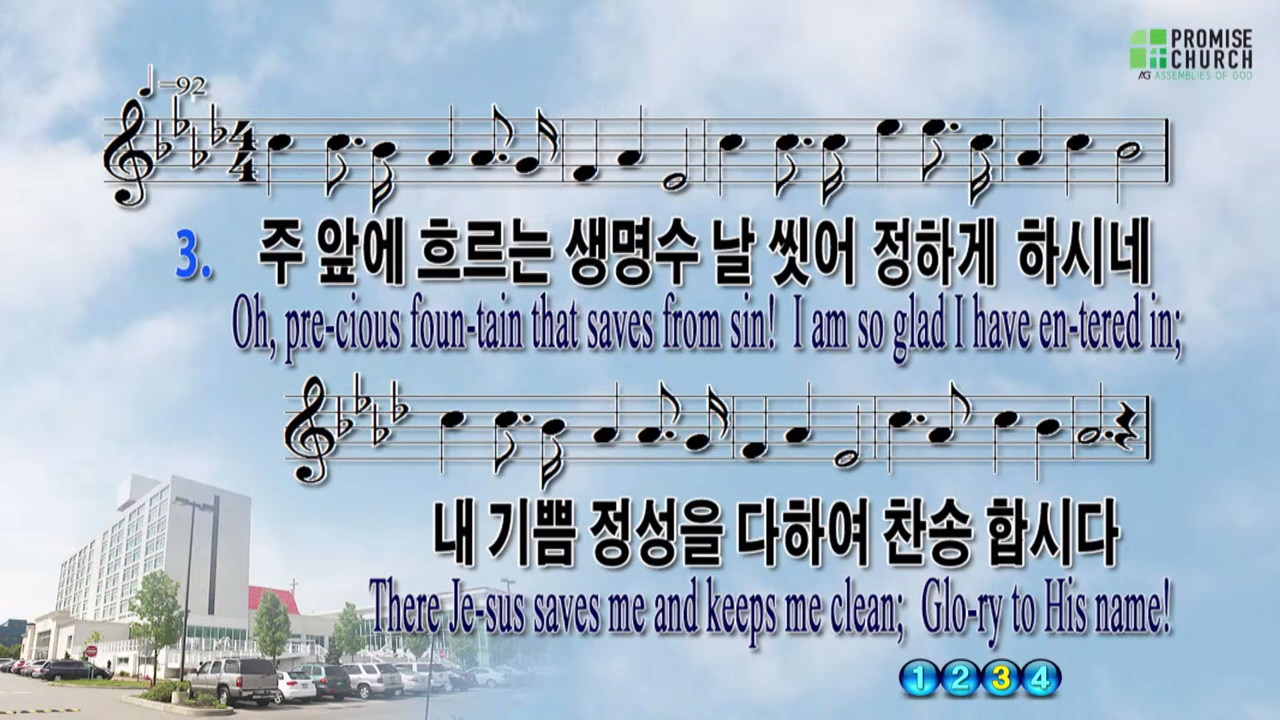 PROMISE
CHURCH
AG ASSEMBLIES OF GOD
♩=92
3. 주 앞에 흐르는 생명수 날 씻어 정하게 하시네
Oh, pre-cious foun-tain that saves from sin! I am so glad I have en-tered in;
내 기쁨 정성을 다하여 찬송 합시다
There Je-sus saves me and keeps me clean; Glo-ry to His name!
1 2 3 4